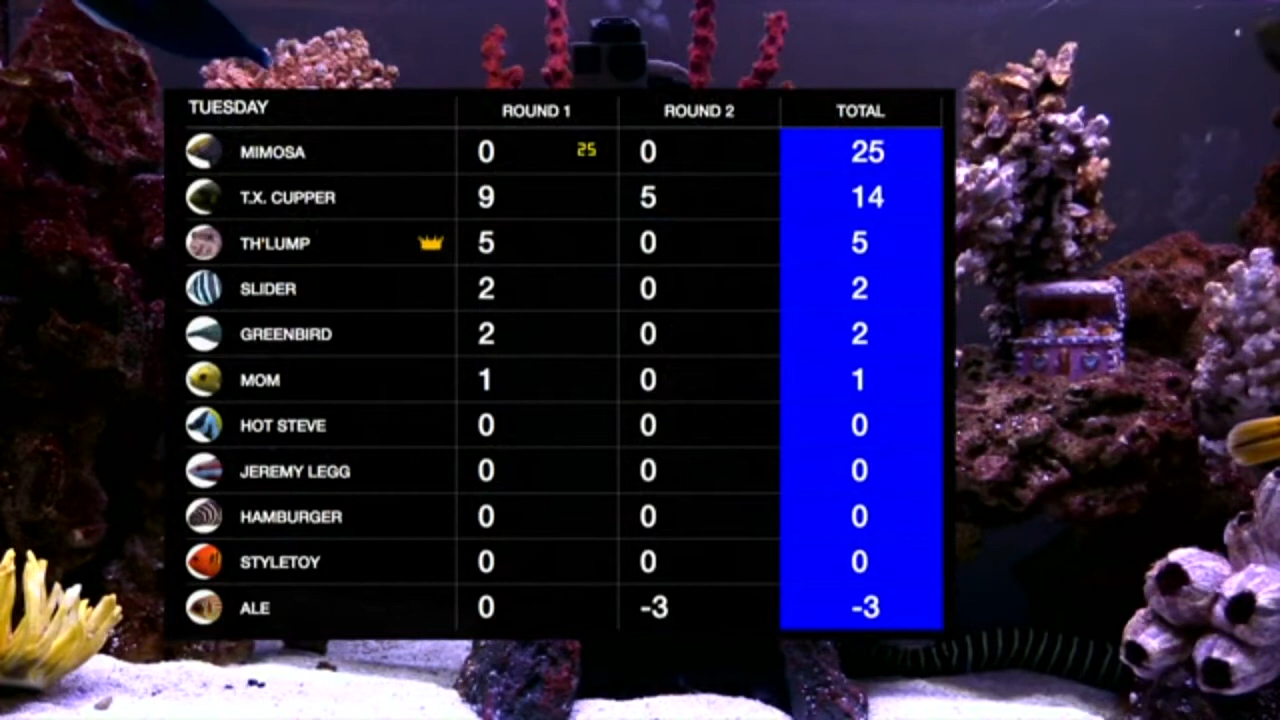 TUESDAY ROUND 1 ROUND 2 TOTAL
MIMOSA 0 25 0 25
T.X. CUPPER 9 5 14
TH'LUMP 5 0 5
SLIDER 2 0 2
GREENBIRD 2 0 2
MOM 1 0 1
HOT STEVE 0 0 0
JEREMY LEGG 0 0 0
HAMBURGER 0 0 0
STYLETOY 0 0 0
ALE 0 -3 -3